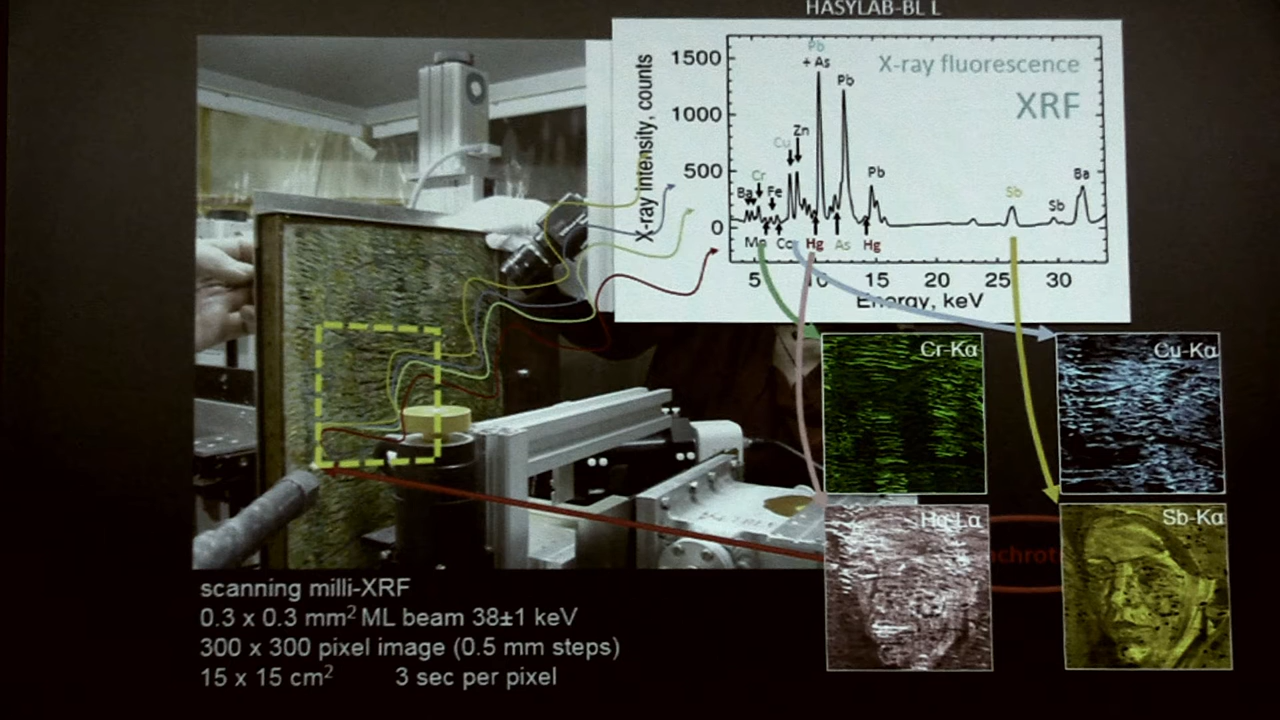 HASYLAB-BL L
X-ray fluorescence
XRF
X-ray intensity, counts
1500
1000
500
0
Pb
+ As
Pb
Zn
Cu
Cr
Ba
Fe
Pb
Sb
Sb
Ba
Co
Hg
As
Hg
5
10
15
20
25
30
Energy, keV
Cr-Kα
Cu-Kα
Hg-Lα
Sb-Kα
scanning milli-XRF
0.3 x 0.3 mm² ML beam 38±1 keV
300 x 300 pixel image (0.5 mm steps)
15 x 15 cm² 3 sec per pixel